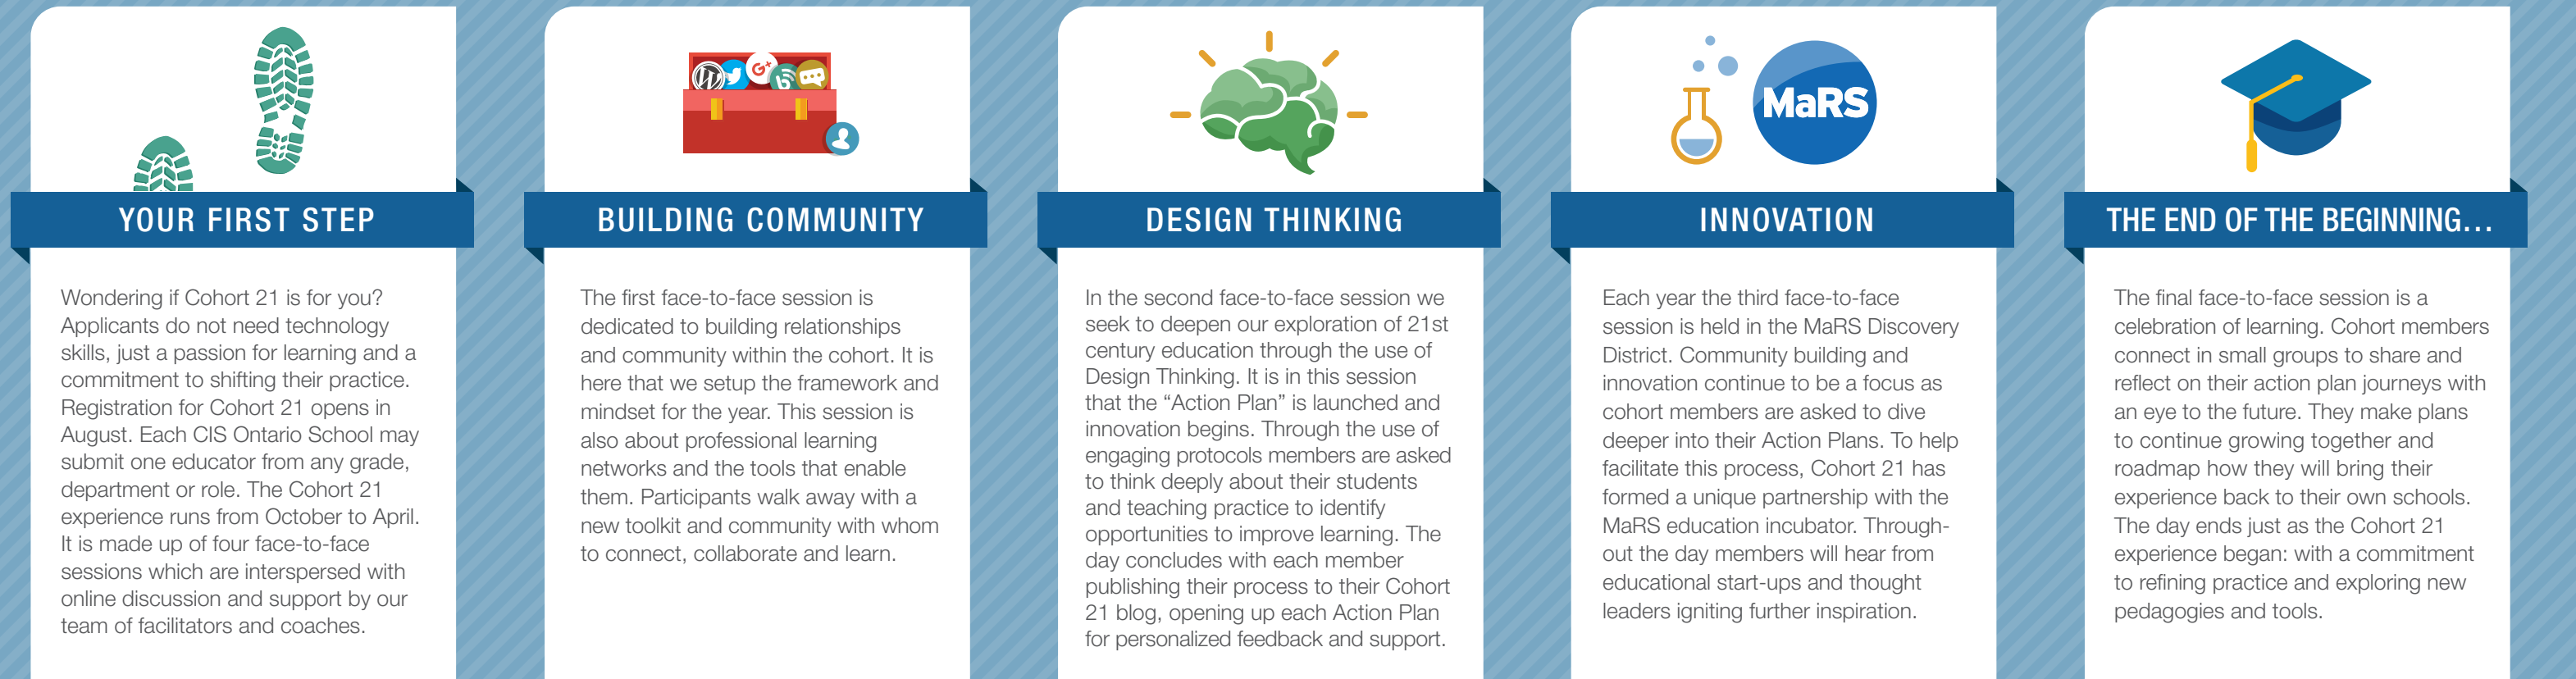 YOUR FIRST STEP
Wondering if Cohort 21 is for you?
Applicants do not need technology
skills, just a passion for learning and a
commitment to shifting their practice.
Registration for Cohort 21 opens in
August. Each CIS Ontario School may
submit one educator from any grade,
department or role. The Cohort 21
experience runs from October to April.
It is made up of four face-to-face
sessions which are interspersed with
online discussion and support by our
team of facilitators and coaches.
G+
BUILDING COMMUNITY
The first face-to-face session is
dedicated to building relationships
and community within the cohort. It is
here that we setup the framework and
mindset for the year. This session is
also about professional learning
networks and the tools that enable
them. Participants walk away with a
new toolkit and community with whom
to connect, collaborate and learn.
DESIGN THINKING
In the second face-to-face session we
seek to deepen our exploration of 21st
century education through the use of
Design Thinking. It is in this session
that the “Action Plan” is launched and
innovation begins. Through the use of
engaging protocols members are asked
to think deeply about their students
and teaching practice to identify
opportunities to improve learning. The
day concludes with each member
publishing their process to their Cohort
21 blog, opening up each Action Plan
for personalized feedback and support.
MaRS
INNOVATION
Each year the third face-to-face
session is held in the MaRS Discovery
District. Community building and
innovation continue to be a focus as
cohort members are asked to dive
deeper into their Action Plans. To help
facilitate this process, Cohort 21 has
formed a unique partnership with the
MaRS education incubator. Through-
out the day members will hear from
educational start-ups and thought
leaders igniting further inspiration.
THE END OF THE BEGINNING...
The final face-to-face session is a
celebration of learning. Cohort members
connect in small groups to share and
reflect on their action plan journeys with
an eye to the future. They make plans
to continue growing together and
roadmap how they will bring their
experience back to their own schools.
The day ends just as the Cohort 21
experience began: with a commitment
to refining practice and exploring new
pedagogies and tools.